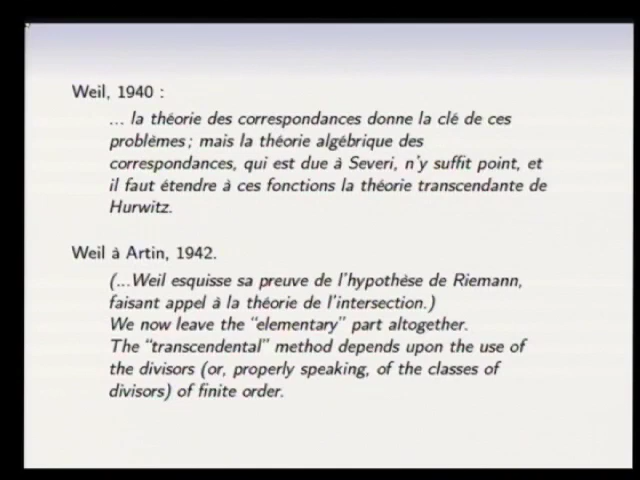 Weil, 1940 :
... la théorie des correspondances donne la clé de ces
problèmes ; mais la théorie algébrique des
correspondances, qui est due à Severi, n'y suffit point, et
il faut étendre à ces fonctions la théorie transcendante de
Hurwitz.
Weil à Artin, 1942.
(...Weil esquisse sa preuve de l'hypothèse de Riemann,
faisant appel à la théorie de l'intersection.)
We now leave the "elementary" part altogether.
The "transcendental" method depends upon the use of
the divisors (or, properly speaking, of the classes of
divisors) of finite order.